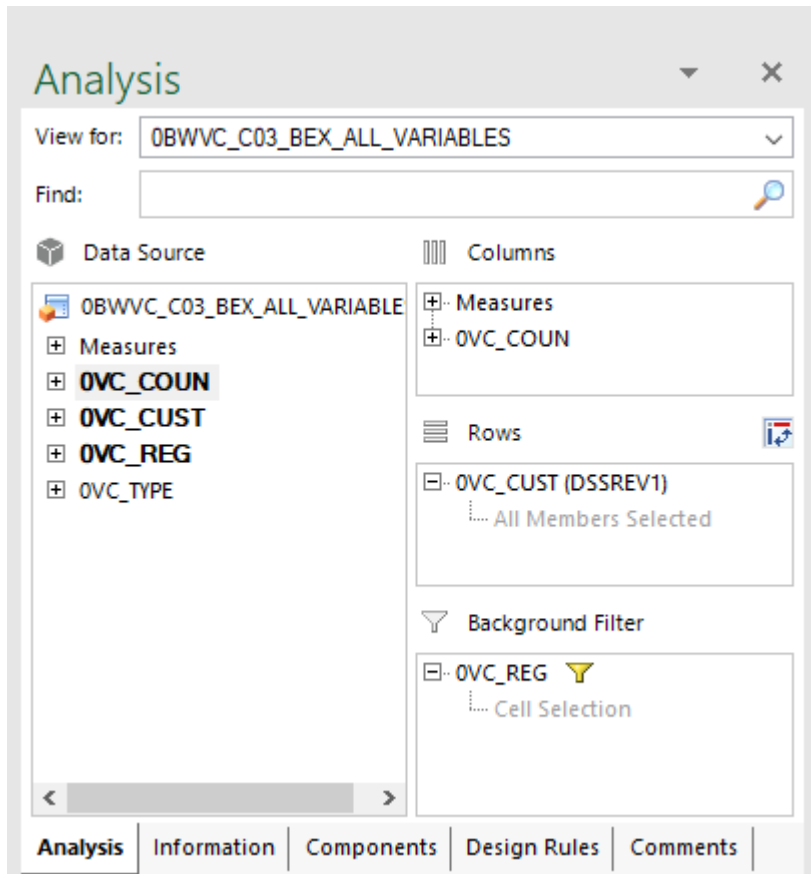 Analysis
View for: 0BWVC_C03_BEX_ALL_VARIABLES
Find:
Data Source
0BWVC_C03_BEX_ALL_VARIABLE
Measures
0VC_COUN
0VC_CUST
0VC_REG
0VC_TYPE
Columns
Measures
0VC_COUN
Rows
0VC_CUST (DSSREV1)
All Members Selected
Background Filter
0VC_REG
Cell Selection
Analysis Information Components Design Rules Comments